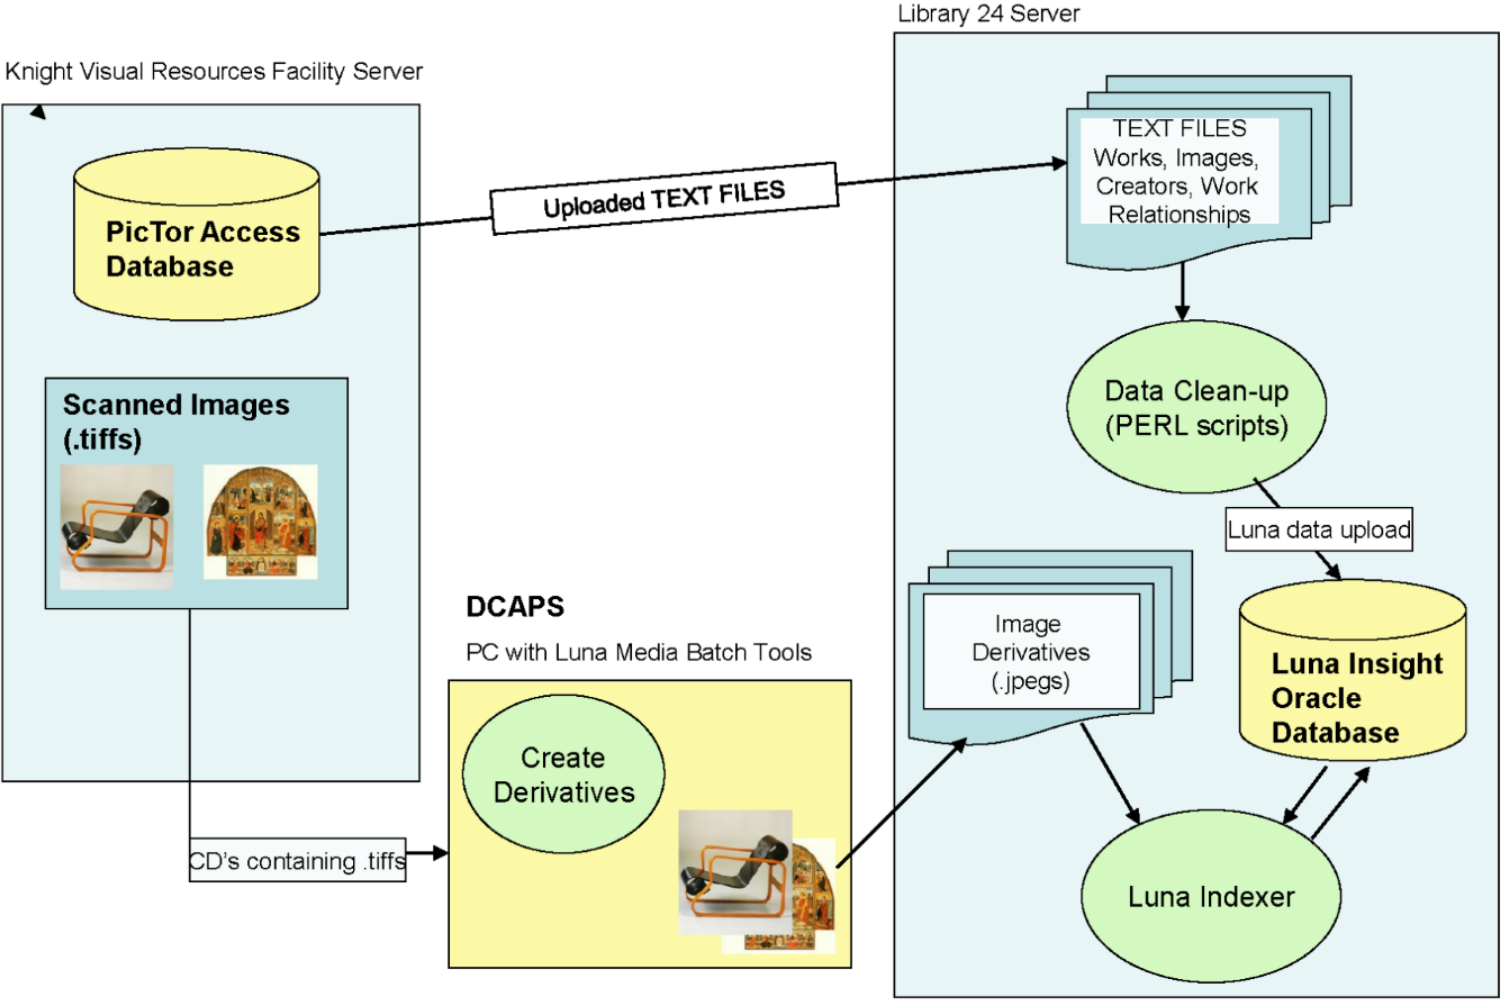 Library 24 Server
Knight Visual Resources Facility Server
PicTor Access
Database
Uploaded TEXT FILES
TEXT FILES
Works, Images,
Creators, Work
Relationships
Data Clean-up
(PERL scripts)
Luna data upload
Scanned Images
(.tiffs)
DCAPS
PC with Luna Media Batch Tools
Create
Derivatives
CD's containing .tiffs
Image
Derivatives
(.jpegs)
Luna Insight
Oracle
Database
Luna Indexer